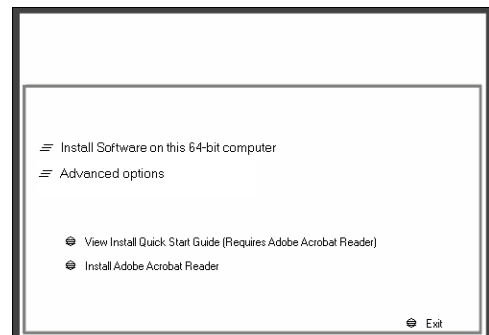 Install Software on this 64-bit computer
Advanced options
View Install Quick Start Guide (Requires Adobe Acrobat Reader)
Install Adobe Acrobat Reader
Exit